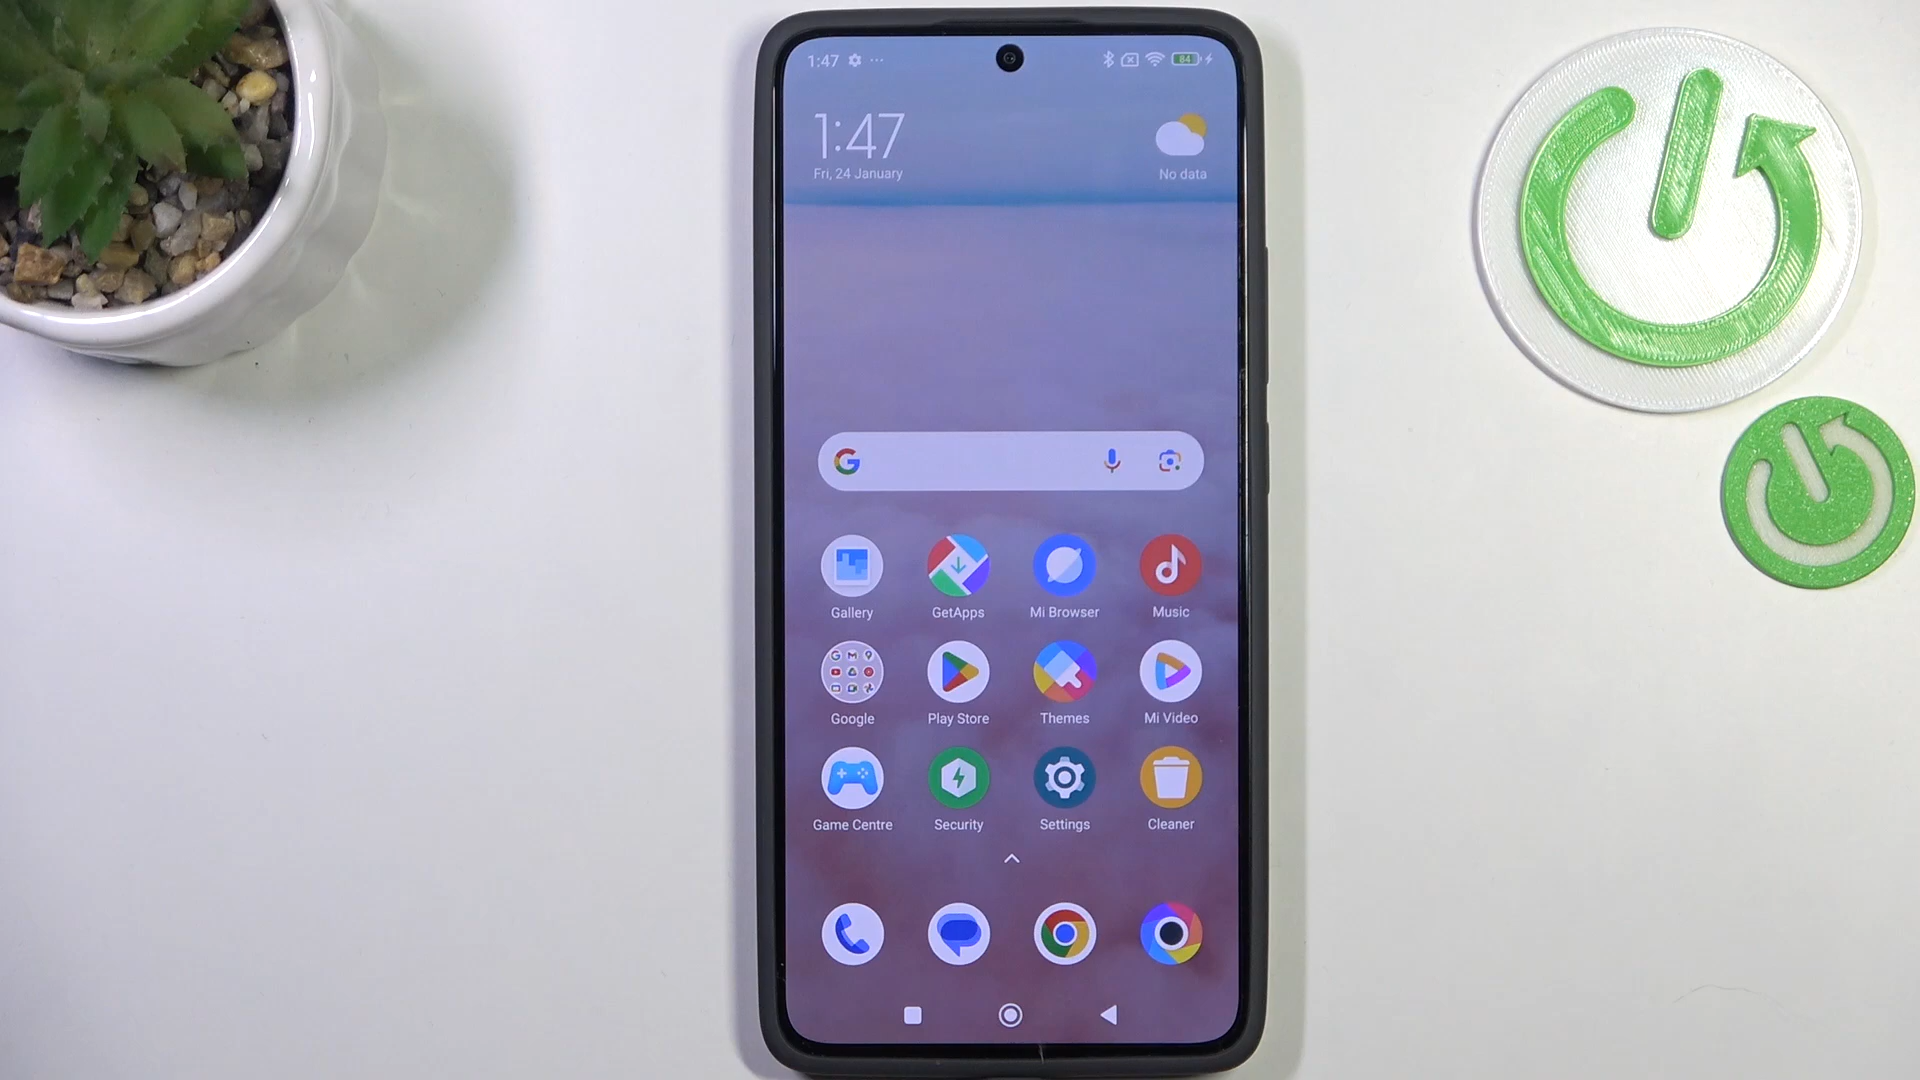 1:47 ...
84
1:47
Fri, 24 January
No data
Gallery
GetApps
Mi Browser
Music
Google
Play Store
Themes
Mi Video
Game Centre
Security
Settings
Cleaner